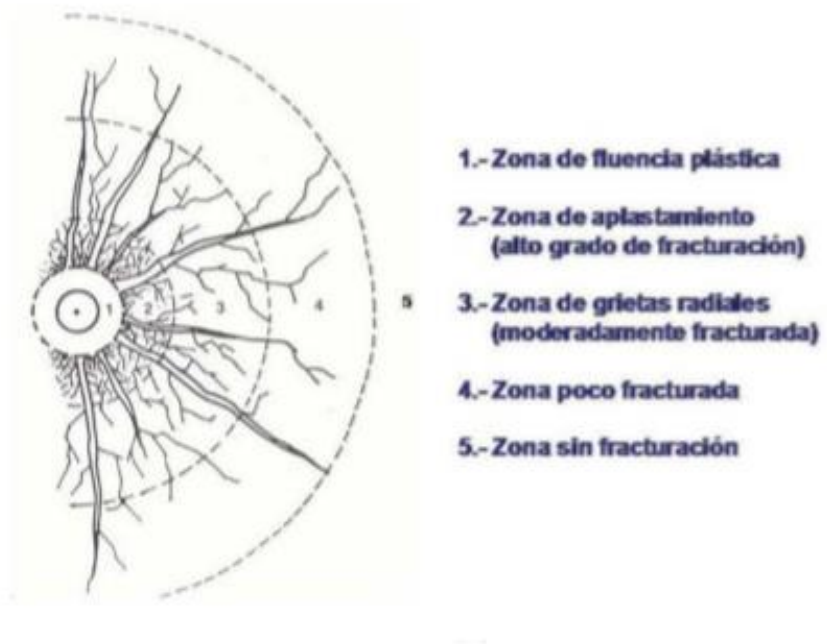 1.- Zona de fluencia plástica
2.- Zona de aplastamiento
(alto grado de fracturación)
3.- Zona de grietas radiales
(moderadamente fracturada)
4.- Zona poco fracturada
5.- Zona sin fracturación
1 2 3 4 5